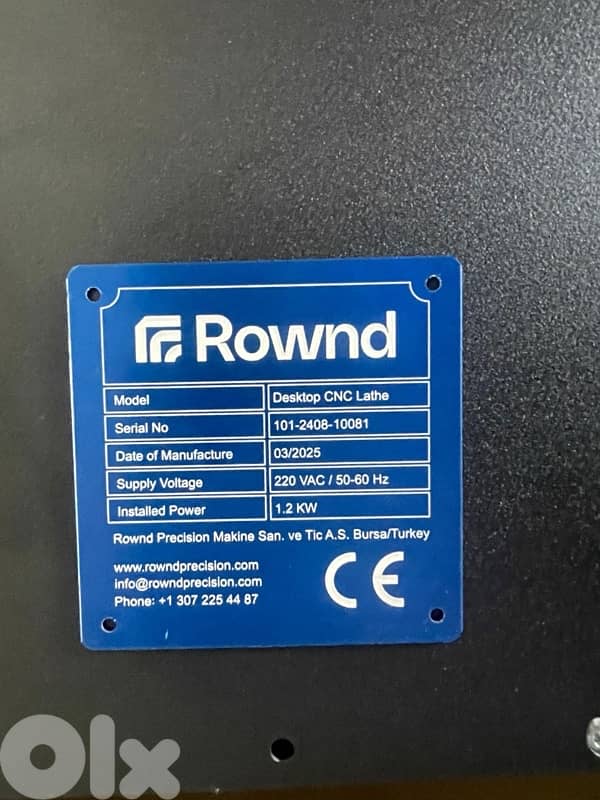 Rownd
Model Desktop CNC Lathe
Serial No 101-2408-10081
Date of Manufacture 03/2025
Supply Voltage 220 VAC / 50-60 Hz
Installed Power 1.2 KW
Rownd Precision Makine San. ve Tic A.S. Bursa/Turkey
www.rowndprecision.com
info@rowndprecision.com
Phone: +1 307 225 44 87
CE
Olx